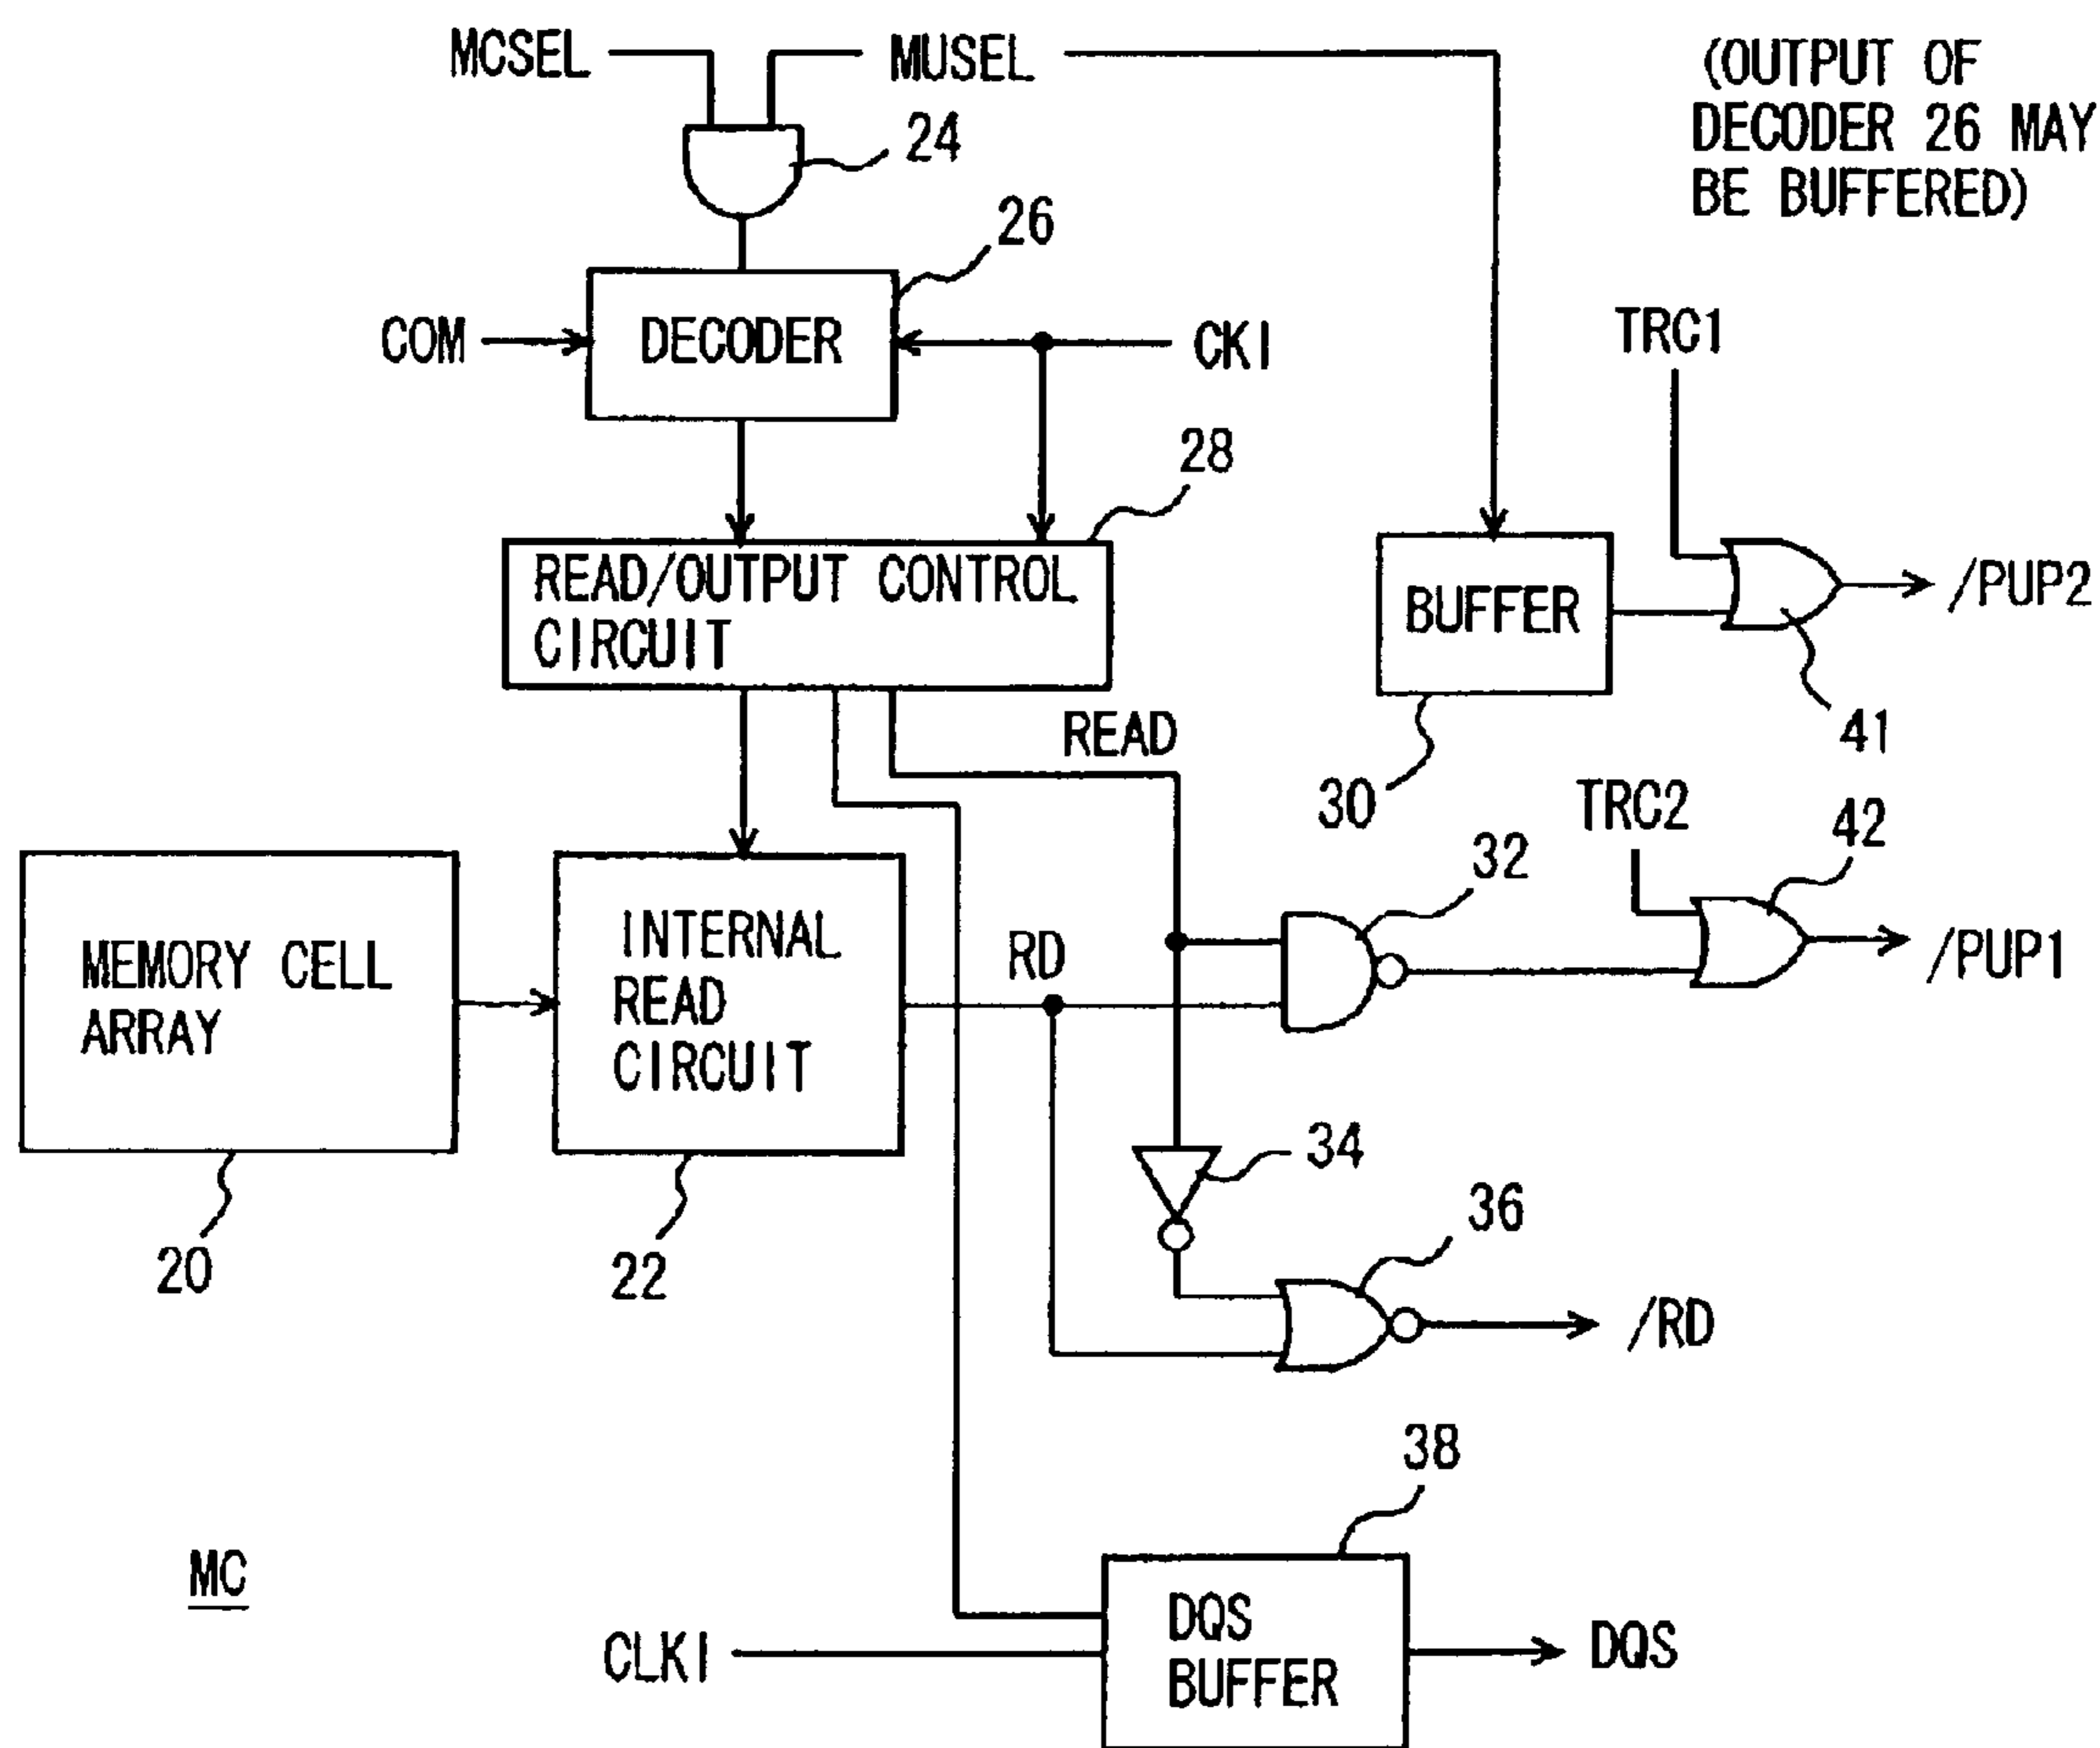 MCSEL
MUSEL
(OUTPUT OF
DECODER 26 MAY
BE BUFFERED)
24
26
COM
DECODER
CKI
TRC1
28
READ/OUTPUT CONTROL
CIRCUIT
BUFFER
/PUP2
READ
41
30
TRC2
42
32
MEMORY CELL
ARRAY
INTERNAL
READ
CIRCUIT
RD
/PUP1
34
20
22
36
/RD
38
MC
CLKI
DQS
BUFFER
DQS